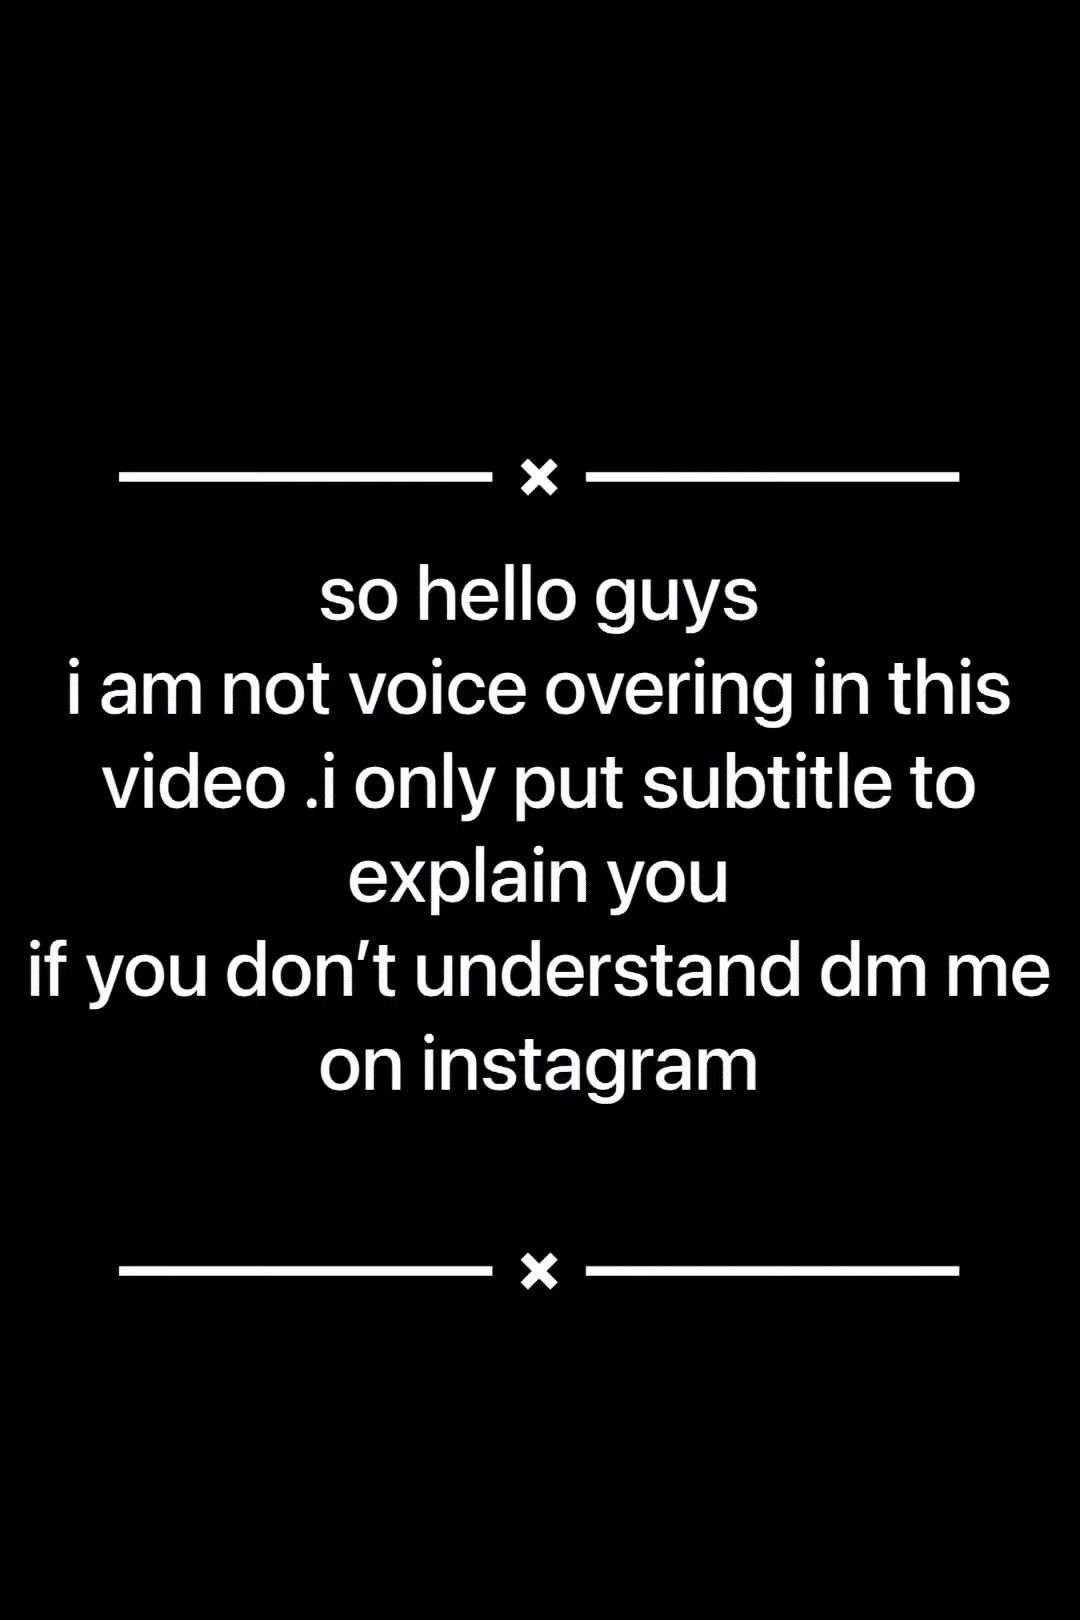 so hello guys
i am not voice overing in this
video .i only put subtitle to
explain you
if you don’t understand dm me
on instagram